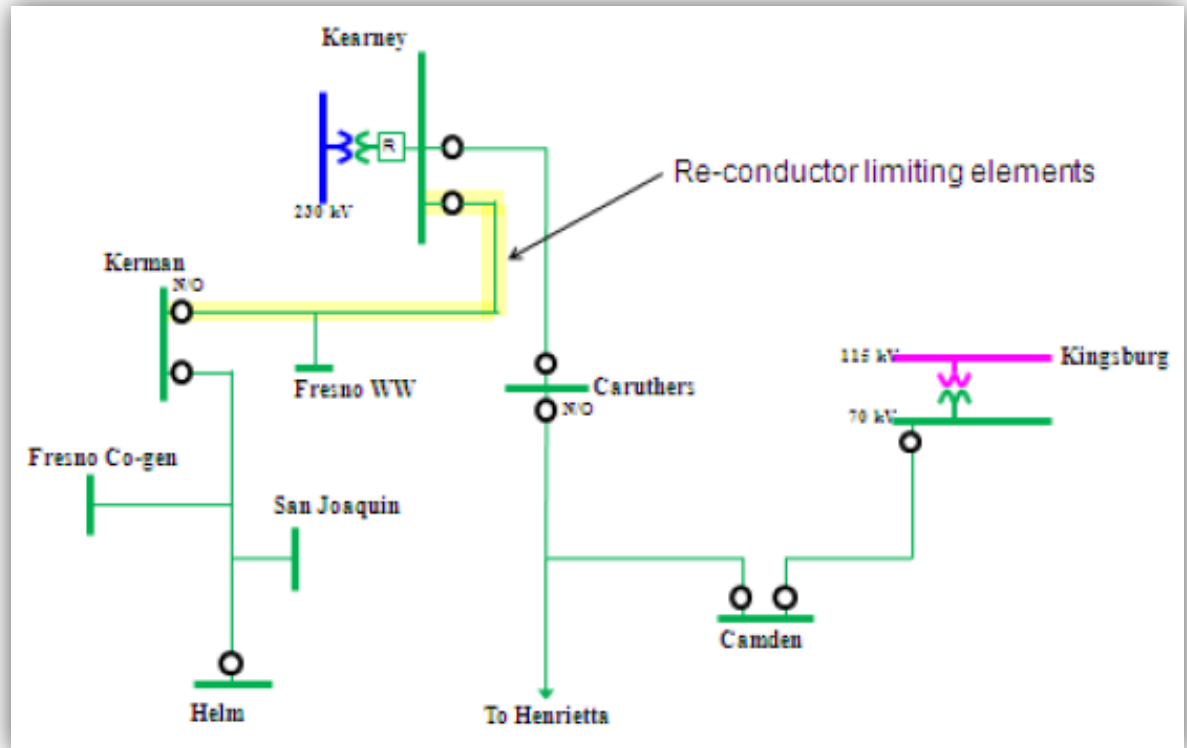 Kearney
R
230 kV
Re-conductor limiting elements
Kerman
N/O
Fresno WW
Caruthers
N/O
115 kV
Kingsburg
70 kV
Fresno Co-gen
San Joaquin
Camden
Helm
To Henrietta